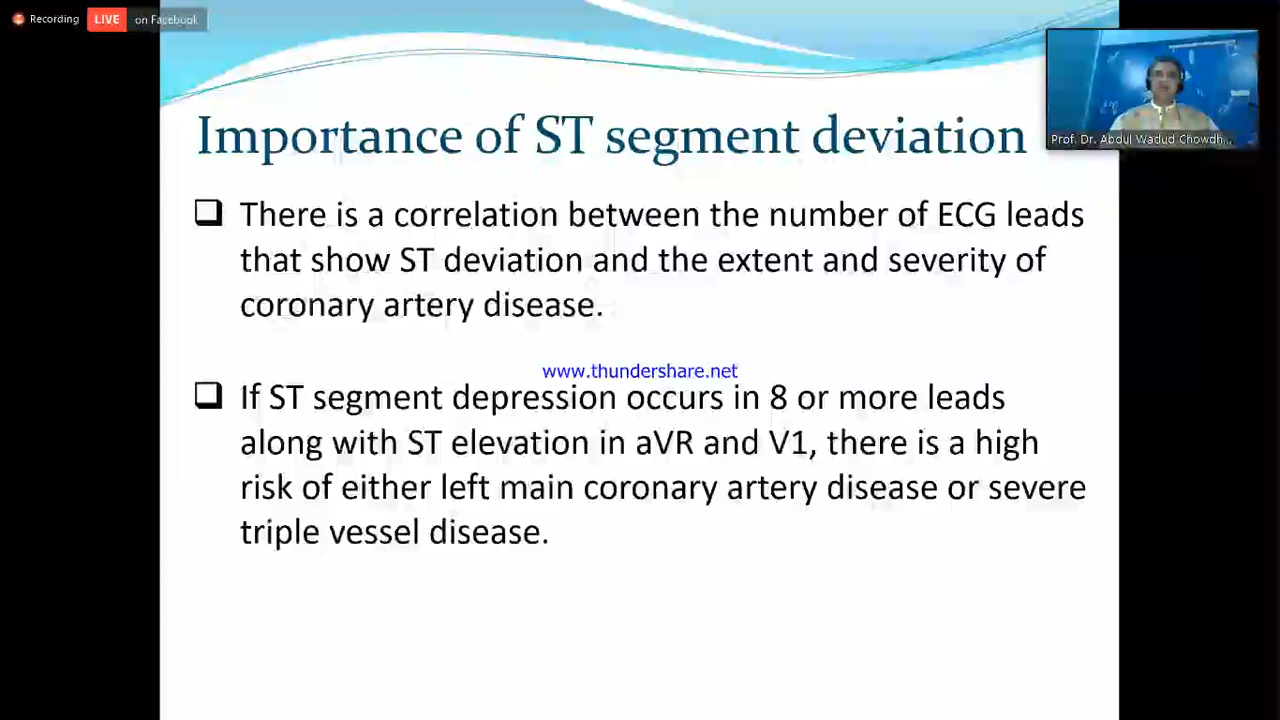 Recording LIVE on Facebook
Prof. Dr. Abdul Wadud Chowdh...
Importance of ST segment deviation
There is a correlation between the number of ECG leads
that show ST deviation and the extent and severity of
coronary artery disease.
www.thundershare.net
If ST segment depression occurs in 8 or more leads
along with ST elevation in aVR and V1, there is a high
risk of either left main coronary artery disease or severe
triple vessel disease.